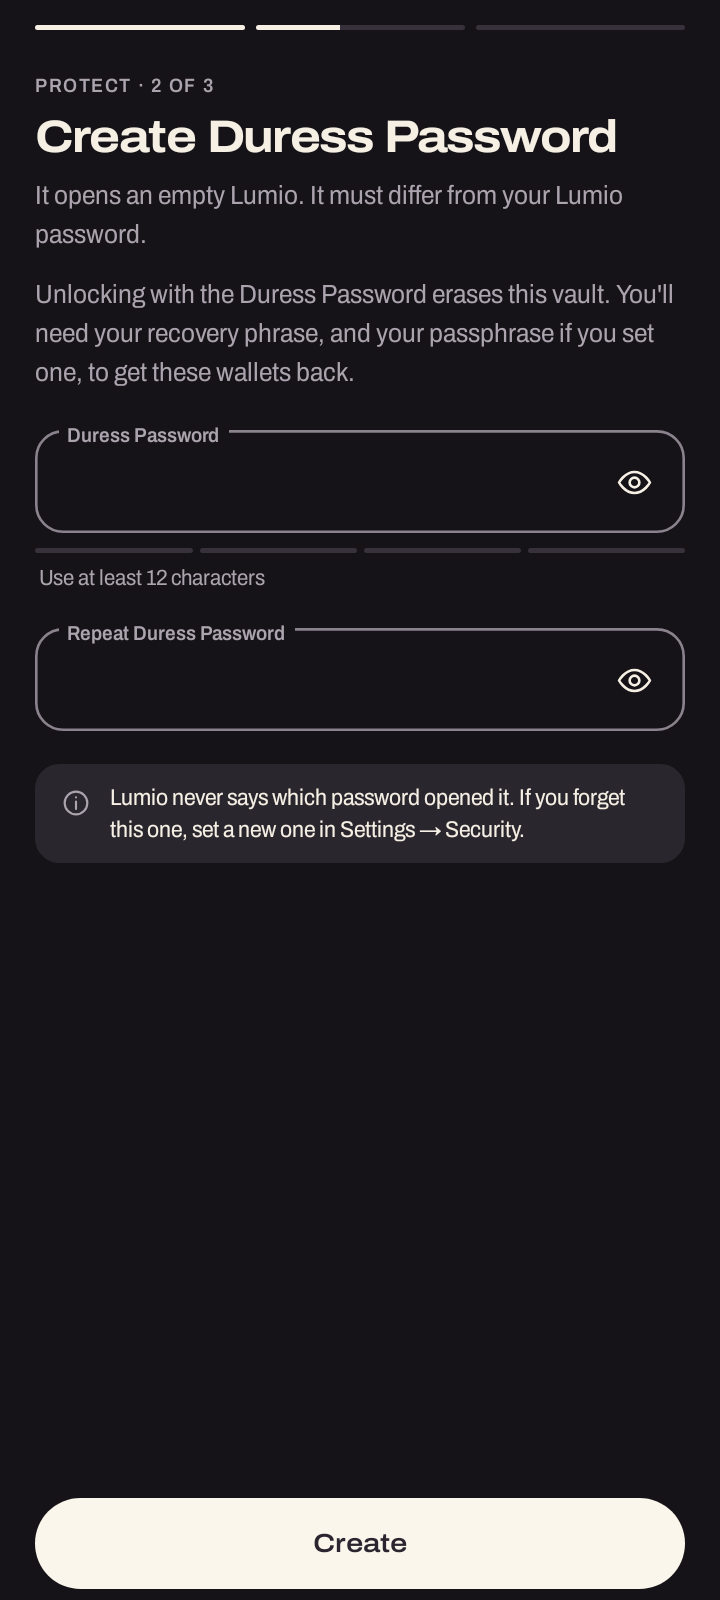 PROTECT · 2 OF 3
Create Duress Password
It opens an empty Lumio. It must differ from your Lumio
password.
Unlocking with the Duress Password erases this vault. You'll
need your recovery phrase, and your passphrase if you set
one, to get these wallets back.
Duress Password
Use at least 12 characters
Repeat Duress Password
Lumio never says which password opened it. If you forget
this one, set a new one in Settings → Security.
Create